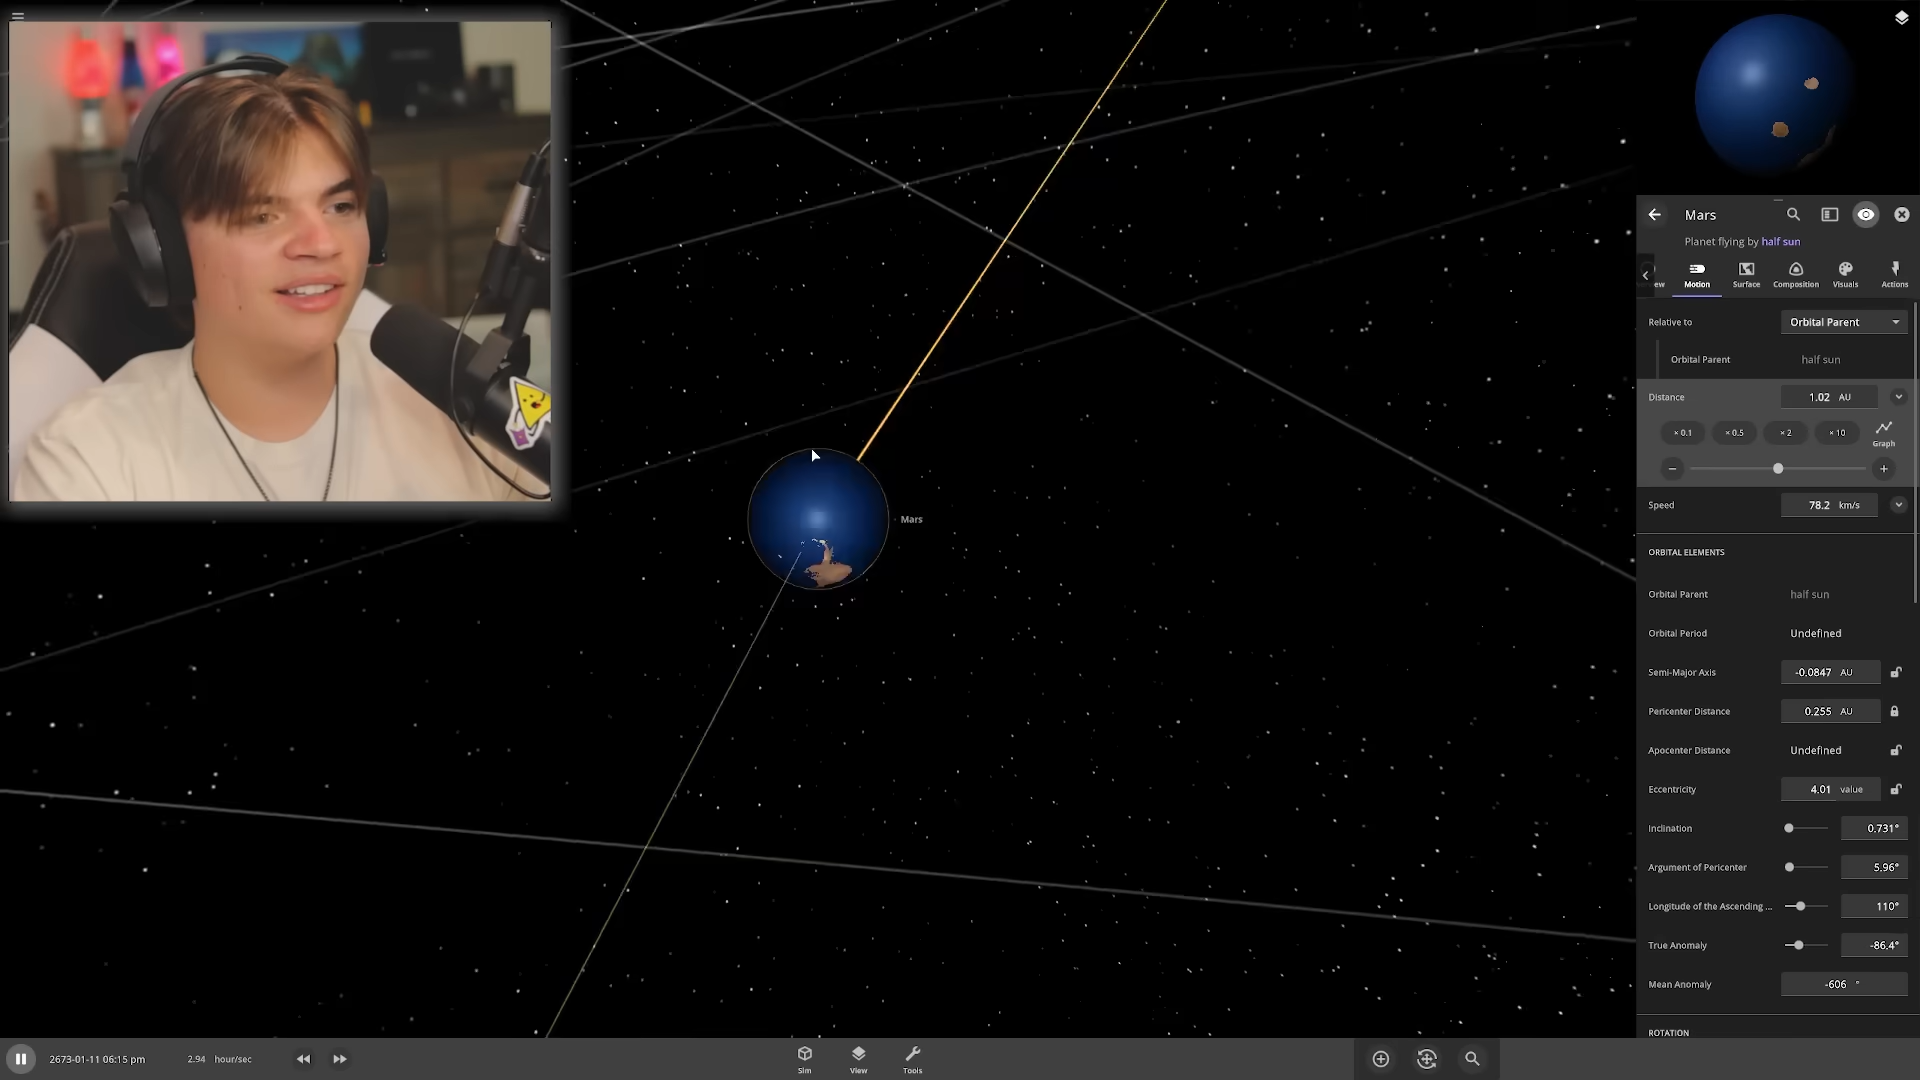 Mars
Planet flying by half sun
ew
Motion
Surface
Composition
Visuals
Actions
Relative to
Orbital Parent
Orbital Parent
half sun
Distance
1.02 AU
× 0.1
× 0.5
× 2
× 10
Graph
Speed
78.2 km/s
ORBITAL ELEMENTS
Orbital Parent
half sun
Orbital Period
Undefined
Semi-Major Axis
-0.0847 AU
Pericenter Distance
0.255 AU
Apocenter Distance
Undefined
Eccentricity
4.01 value
Inclination
0.731°
Argument of Pericenter
5.96°
Longitude of the Ascending ...
110°
True Anomaly
-86.4°
Mean Anomaly
-606 °
ROTATION
Mars
2673-01-11 06:15 pm
2.94 hour/sec
Sim
View
Tools